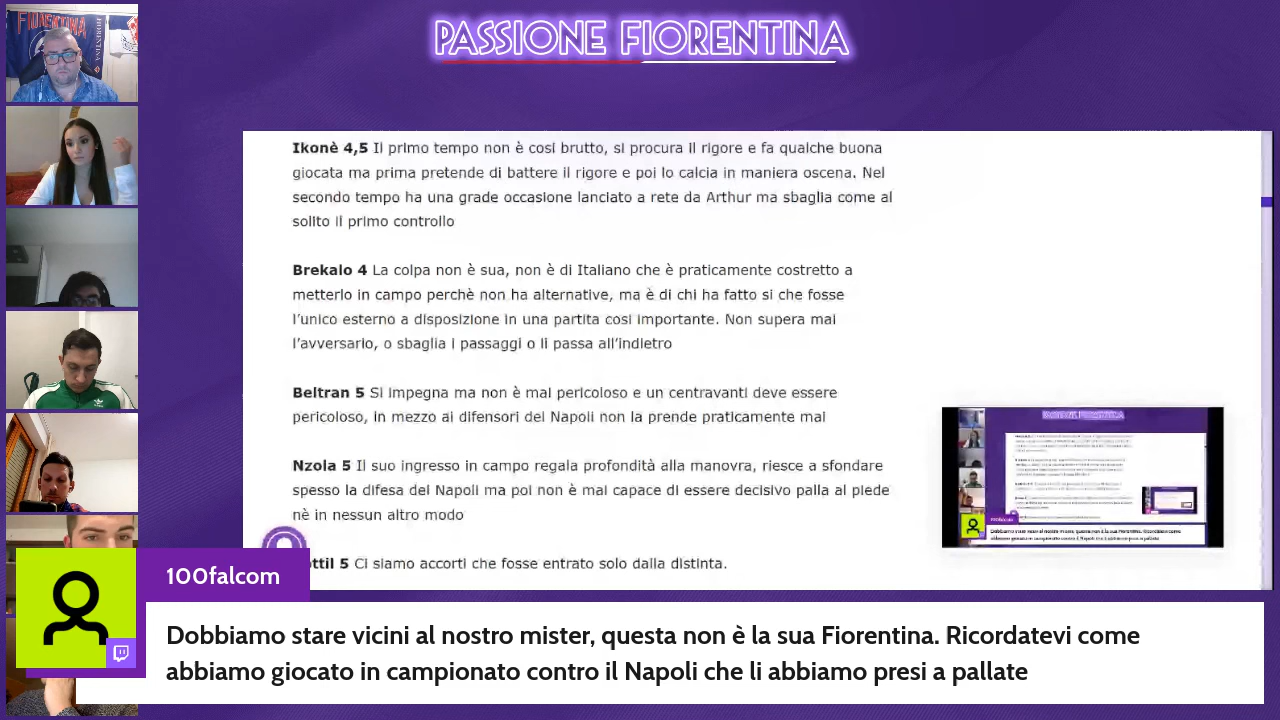 PASSIONE FIORENTINA
FIORENTINA
Ikonè 4,5 Il primo tempo non è così brutto, si procura il rigore e fa qualche buona
giocata ma prima pretende di battere il rigore e poi lo calcia in maniera oscena. Nel
secondo tempo ha una grade occasione lanciato a rete da Arthur ma sbaglia come al
solito il primo controllo
Brekalo 4 La colpa non è sua, non è di Italiano che è praticamente costretto a
metterlo in campo perchè non ha alternative, ma è di chi ha fatto si che fosse
l'unico esterno a disposizione in una partita così importante. Non supera mai
l'avversario, o sbaglia i passaggi o li passa all'indietro
Beltran 5 Si impegna ma non è mai pericoloso e un centravanti deve essere
pericoloso, in mezzo ai difensori del Napoli non la prende praticamente mai
Nzola 5 Il suo ingresso in campo regala profondità alla manovra, riesce a sfondare
spesso la difesa del Napoli ma poi non è mai capace di essere decisivo palla al piede
nè in nessun altro modo
ttil 5 Ci siamo accorti che fosse entrato solo dalla distinta.
100falcom
Dobbiamo stare vicini al nostro mister, questa non è la sua Fiorentina. Ricordatevi come
abbiamo giocato in campionato contro il Napoli che li abbiamo presi a pallate